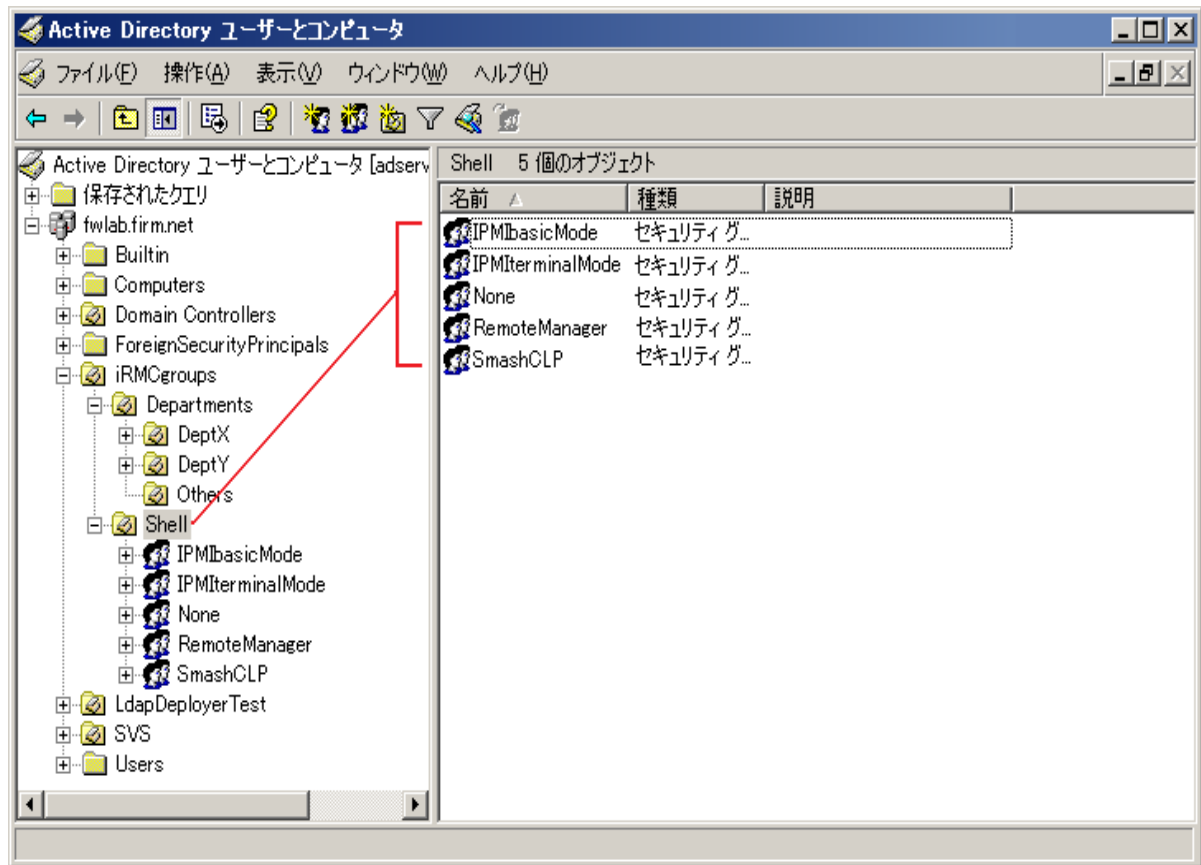 Active Directory ユーザーとコンピュータ
ファイル(F) 操作(A) 表示(V) ウィンドウ(W) ヘルプ(H)
Active Directory ユーザーとコンピュータ [adserv
保存されたクエリ
fwlab.firm.net
Builtin
Computers
Domain Controllers
ForeignSecurityPrincipals
iRMCgroups
Departments
DeptX
DeptY
Others
Shell
IPMIbasicMode
IPMIterminalMode
None
RemoteManager
SmashCLP
LdapDeployerTest
SVS
Users
Shell 5 個のオブジェクト
名前 種類 説明
IPMIbasicMode セキュリティ グ...
IPMIterminalMode セキュリティ グ...
None セキュリティ グ...
RemoteManager セキュリティ グ...
SmashCLP セキュリティ グ...